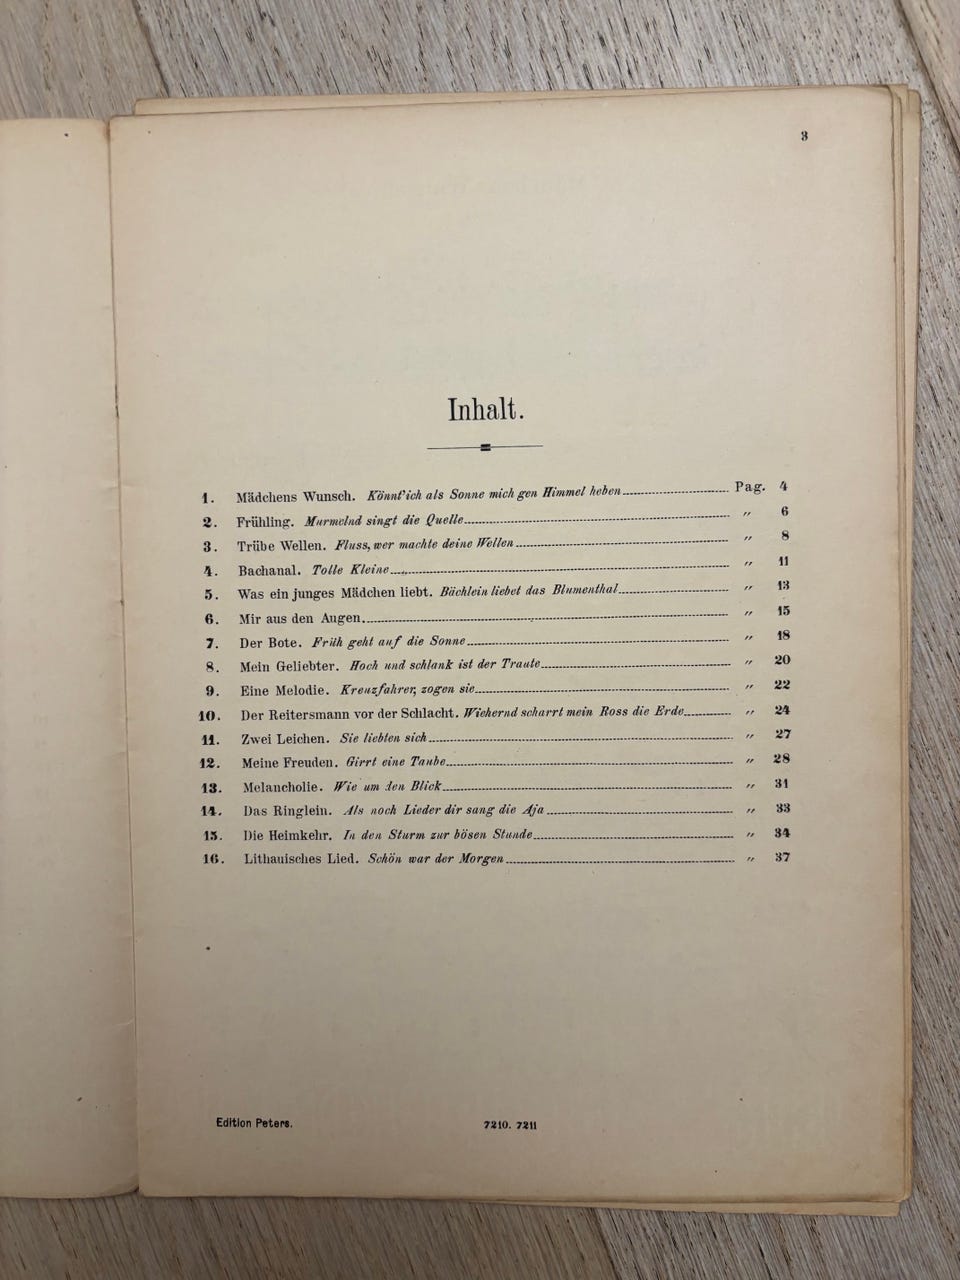 3
Inhalt.
1. Mädchens Wunsch. Könnt' ich als Sonne mich gen Himmel heben Pag. 4
2. Frühling. Murmelnd singt die Quelle " 6
3. Trübe Wellen. Fluss, wer machte deine Wellen " 8
4. Bachanal. Tolle Kleine " 11
5. Was ein junges Mädchen liebt. Bächlein liebet das Blumenthal " 13
6. Mir aus den Augen. " 15
7. Der Bote. Früh geht auf die Sonne " 18
8. Mein Geliebter. Hoch und schlank ist der Traute " 20
9. Eine Melodie. Kreuzfahrer, zogen sie " 22
10. Der Reitersmann vor der Schlacht. Wiehernd scharrt mein Ross die Erde " 24
11. Zwei Leichen. Sie liebten sich " 27
12. Meine Freuden. Girrt eine Taube " 28
13. Melancholie. Wie um den Blick " 31
14. Das Ringlein. Als noch Lieder dir sang die Aja " 33
15. Die Heimkehr. In den Sturm zur bösen Stunde " 34
16. Lithauisches Lied. Schön war der Morgen " 37
Edition Peters. 7210. 7211